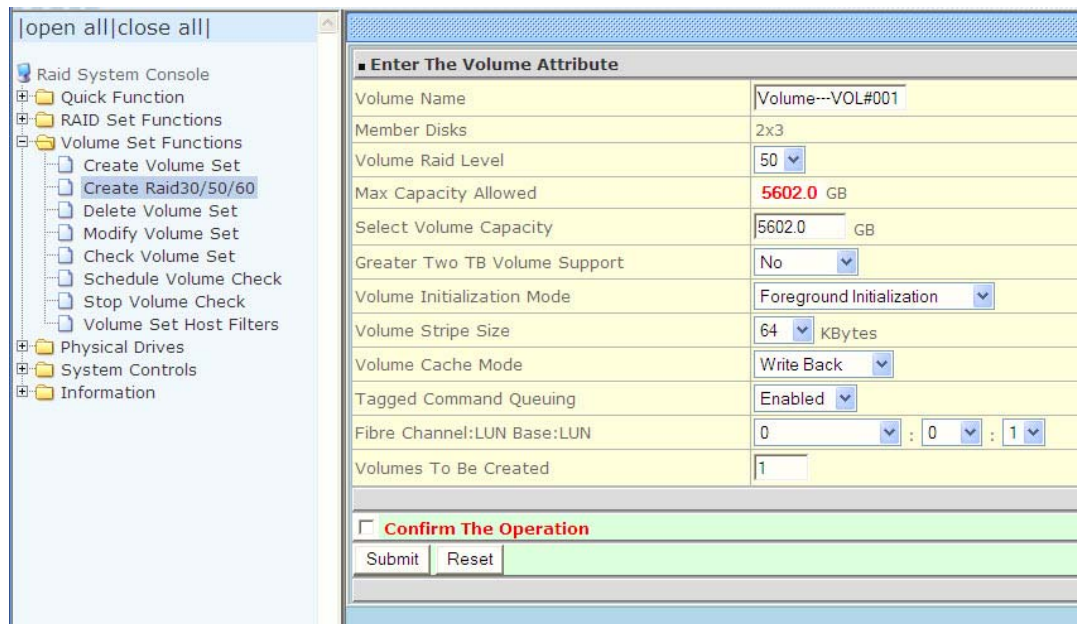 |open all|close all|
Raid System Console
Quick Function
RAID Set Functions
Volume Set Functions
Create Volume Set
Create Raid30/50/60
Delete Volume Set
Modify Volume Set
Check Volume Set
Schedule Volume Check
Stop Volume Check
Volume Set Host Filters
Physical Drives
System Controls
Information
Enter The Volume Attribute
Volume Name Volume---VOL#001
Member Disks 2x3
Volume Raid Level 50
Max Capacity Allowed 5602.0 GB
Select Volume Capacity 5602.0 GB
Greater Two TB Volume Support No
Volume Initialization Mode Foreground Initialization
Volume Stripe Size 64 KBytes
Volume Cache Mode Write Back
Tagged Command Queuing Enabled
Fibre Channel:LUN Base:LUN 0 : 0 : 1
Volumes To Be Created 1
Confirm The Operation
Submit Reset